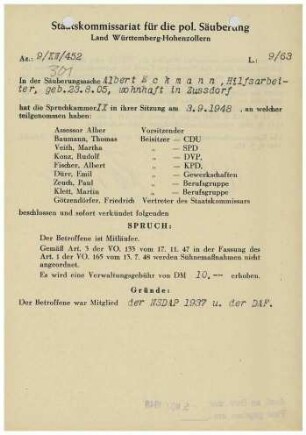 Staatskommissariat für die pol. Säuberung
Land Württemberg-Hohenzollern
Az.: 9/XX/452 L.: 9/63
301
In der Säuberungssache Albert Eckmann, Hilfsarbei-
ter, geb.23.8.05, wohnhaft in Zussdorf
hat die Spruchkammer II in ihrer Sitzung am 3.9.1948 , an welcher
teilgenommen haben:
Assessor Alber Vorsitzender
Baumann, Thomas Beisitzer — CDU
Veith, Martha „ — SPD
Konz, Rudolf „ — DVP,
Fischer, Albert „ — KPD,
Dürr, Emil „ — Gewerkschaften
Zeuch, Paul „ — Berufsgruppe
Klett, Martin „ — Berufsgruppe
Götzendörfer, Friedrich Vertreter des Staatskommissars
beschlossen und sofort verkündet folgenden
SPRUCH:
Der Betroffene ist Mitläufer.
Gemäß Art. 3 der VO. 133 vom 17. 11. 47 in der Fassung des
Art. 1 der VO. 165 vom 13. 7. 48 werden Sühnemaßnahmen nicht
angeordnet.
Es wird eine Verwaltungsgebühr von DM 10,-- erhoben.
Gründe:
Der Betroffene war Mitglied der NSDAP 1937 u. der DAF.